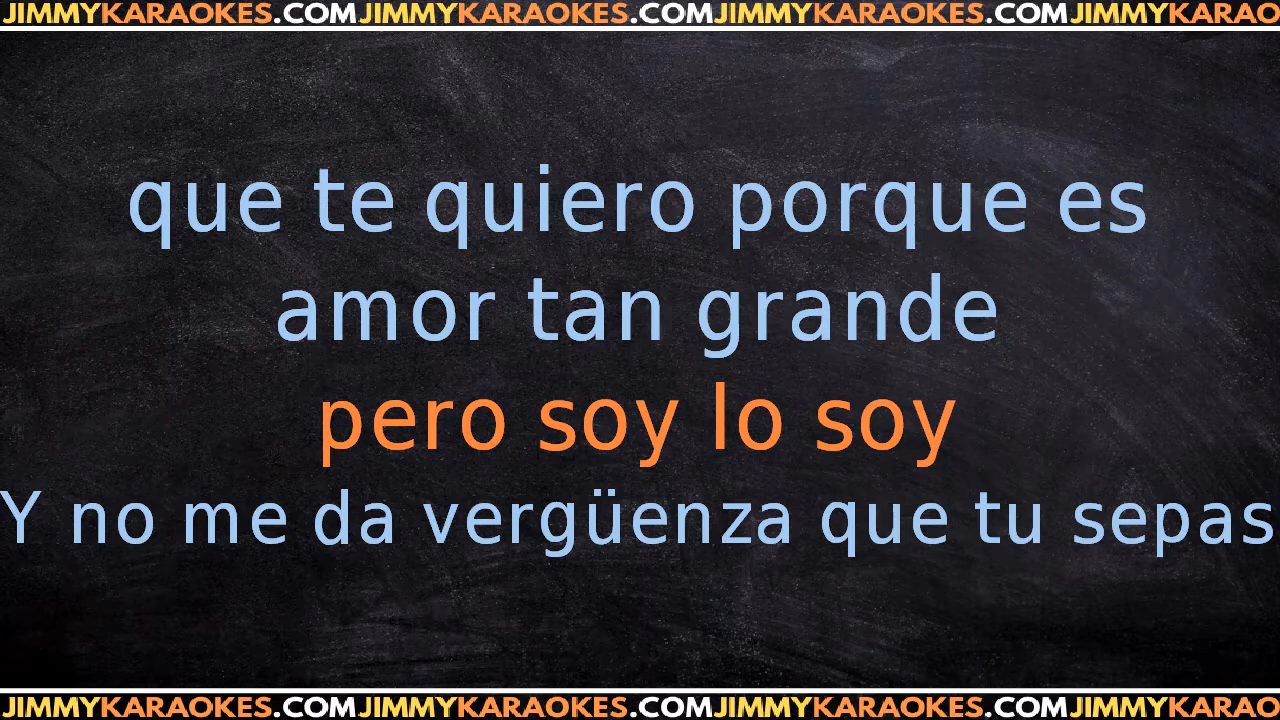 JIMMYKARAOKES.COMJIMMYKARAOKES.COMJIMMYKARAOKES.COMJIMMYKARAO
que te quiero porque es
amor tan grande
pero soy lo soy
Y no me da vergüenza que tu sepas
JIMMYKARAOKES.COMJIMMYKARAOKES.COMJIMMYKARAOKES.COMJIMMYKARAO